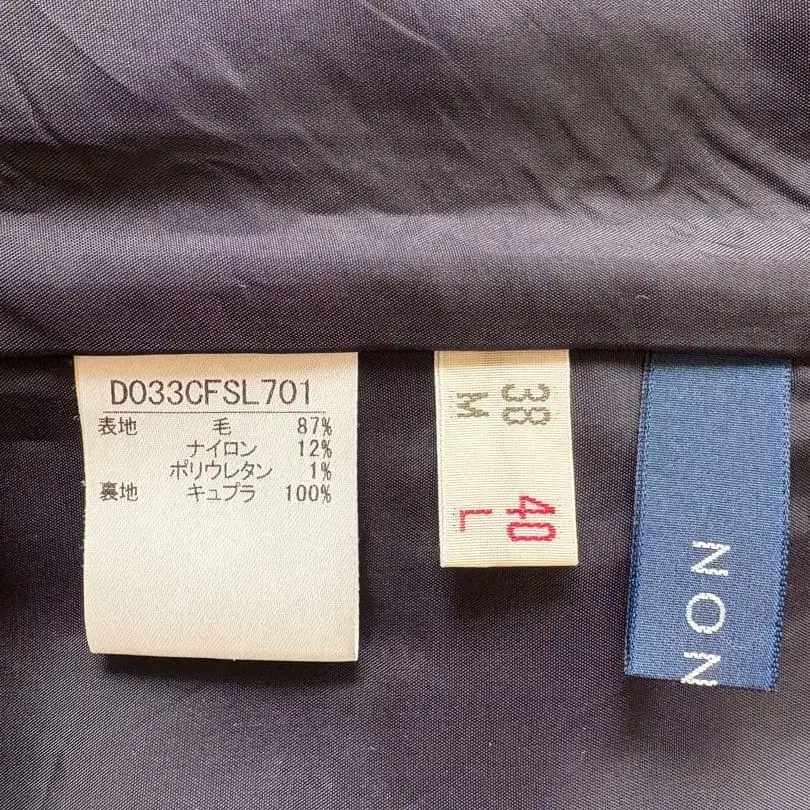 DO33CFSL701
表地 毛 87%
ナイロン 12%
ポリウレタン 1%
裏地 キュプラ 100%
38
M
40
L
NON